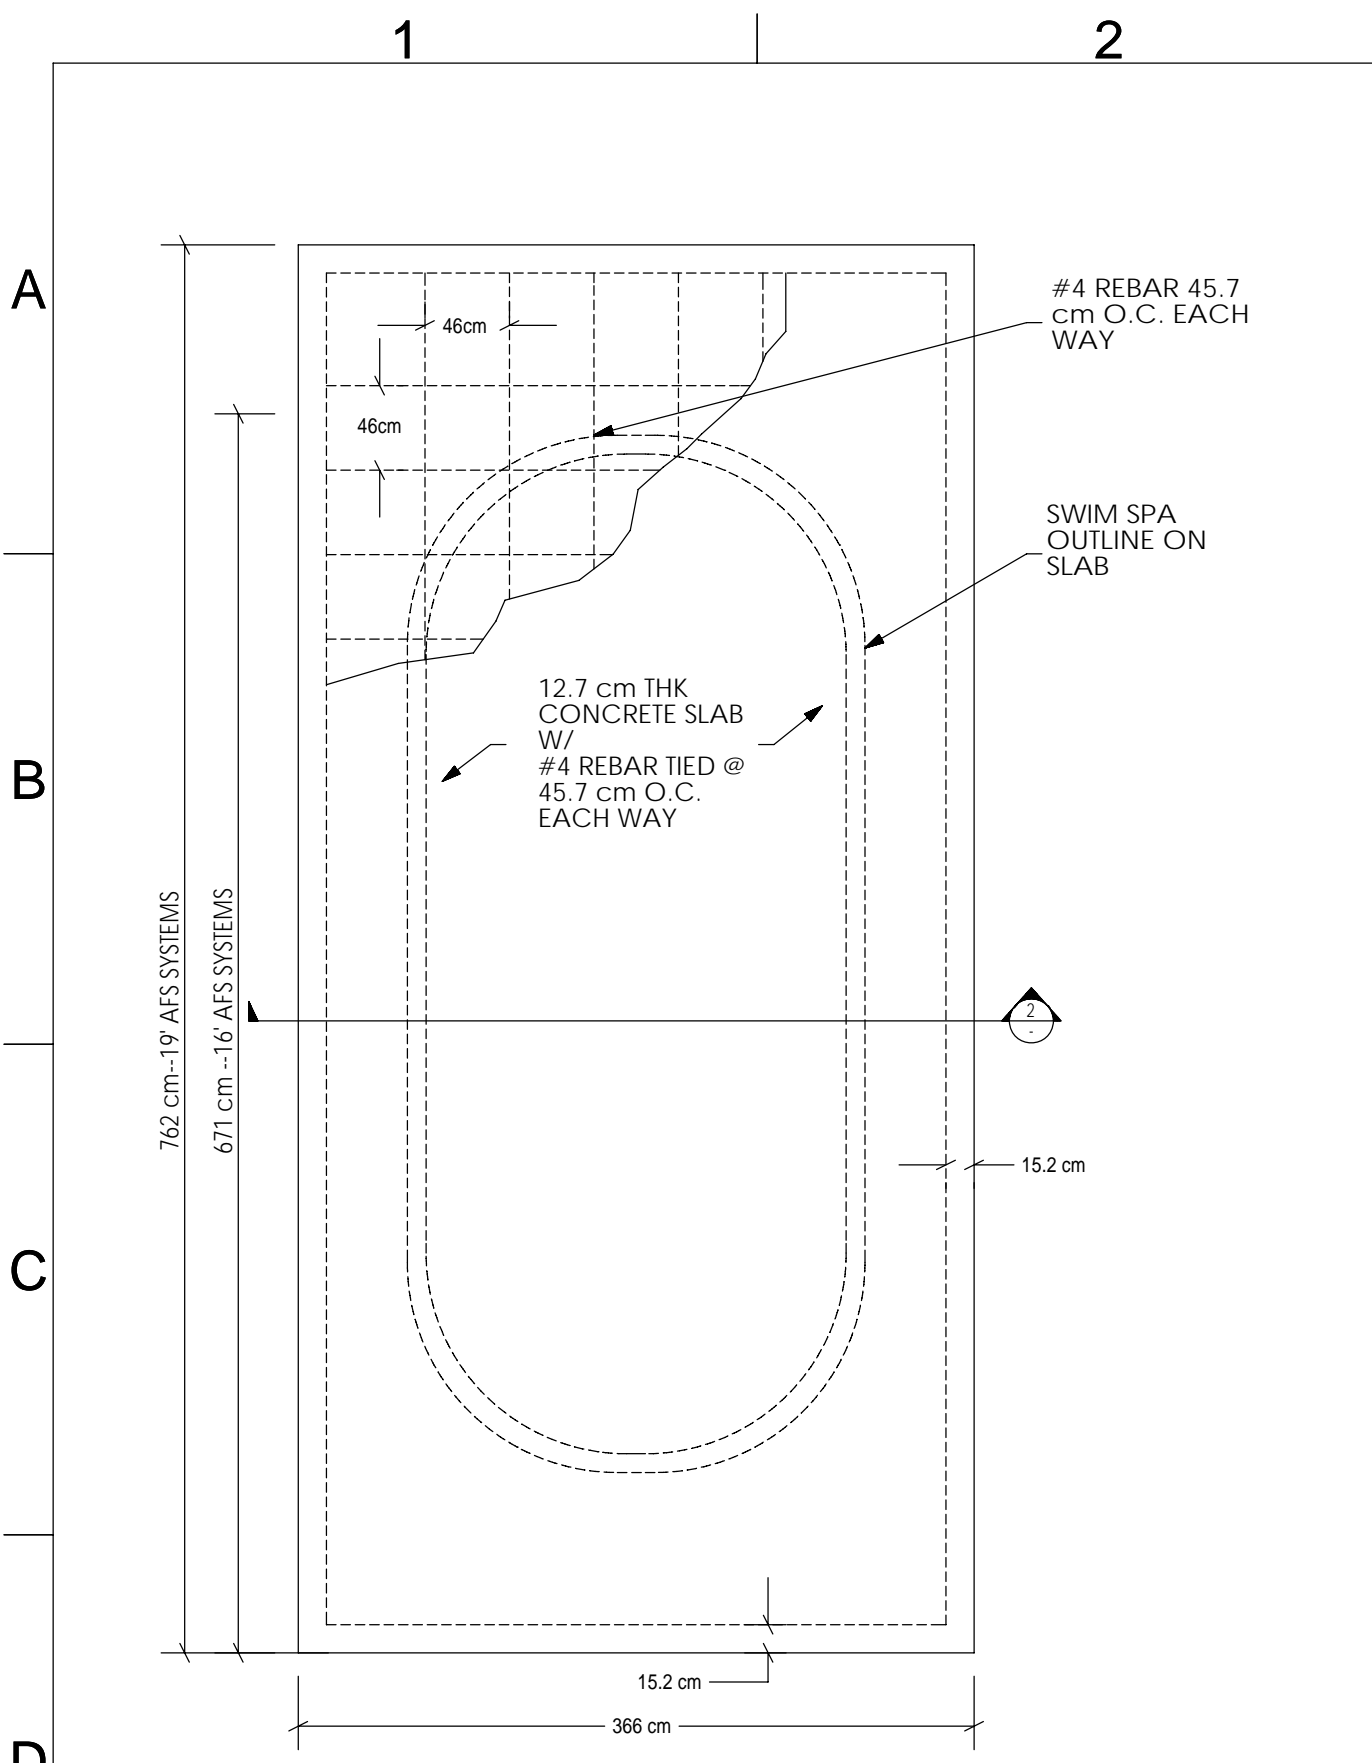 1
2
A
#4 REBAR 45.7
cm O.C. EACH
WAY
46cm
46cm
SWIM SPA
OUTLINE ON
SLAB
12.7 cm THK
CONCRETE SLAB
W/
#4 REBAR TIED @
45.7 cm O.C.
EACH WAY
B
762 cm--19' AFS SYSTEMS
671 cm --16' AFS SYSTEMS
2
-
15.2 cm
C
15.2 cm
366 cm
D